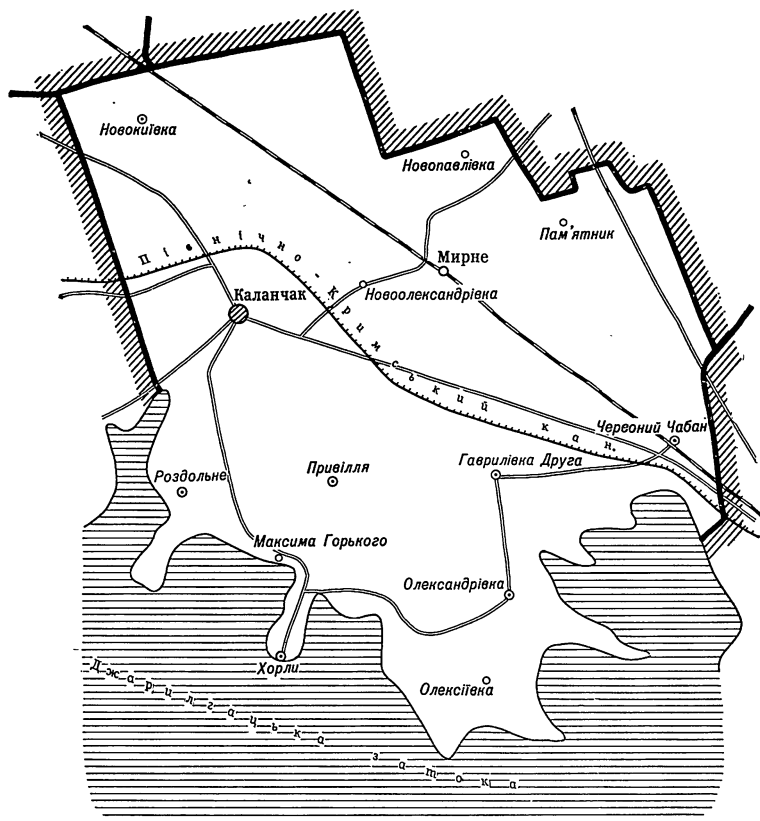 Новокиївка
Новопавлівка
Пам'ятник
Північно-Кримський кан.
Мирне
Каланчак
Новоолександрівка
Червоний Чабан
Гаврилівка Друга
Роздольне
Привілля
Максима Горького
Олександрівка
Хорли
Олексіївка
Джарилгацька затока